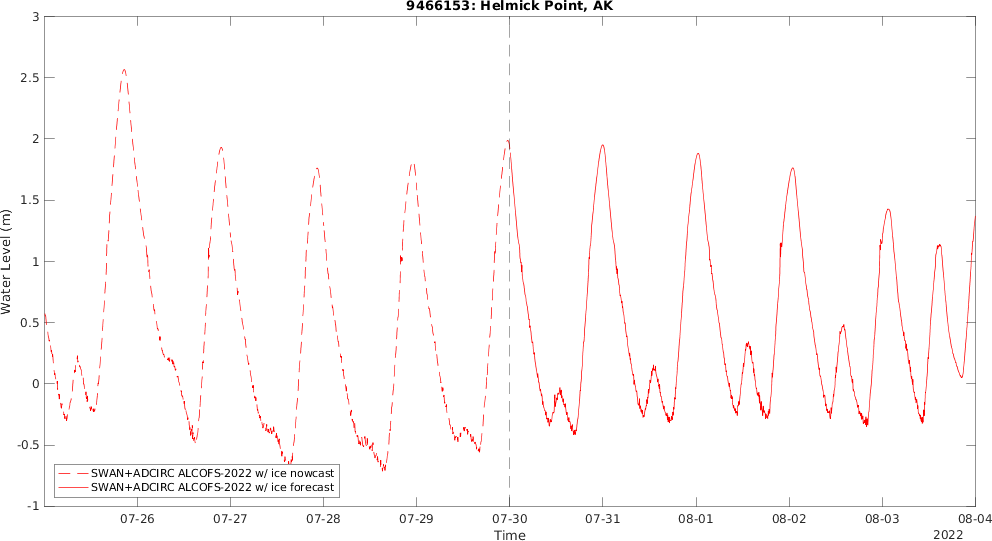 9466153: Helmick Point, AK
3
2.5
2
1.5
1
0.5
0
-0.5
-1
Water Level (m)
SWAN+ADCIRC ALCOFS-2022 w/ ice nowcast
SWAN+ADCIRC ALCOFS-2022 w/ ice forecast
07-26 07-27 07-28 07-29 07-30 07-31 08-01 08-02 08-03 08-04
Time
2022